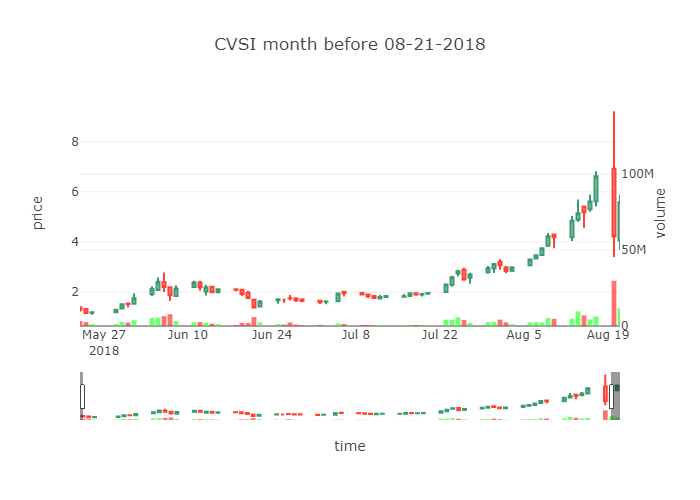 CVSI month before 08-21-2018
8
6
4
2
price
100M
50M
0
volume
May 27
2018
Jun 10
Jun 24
Jul 8
Jul 22
Aug 5
Aug 19
time